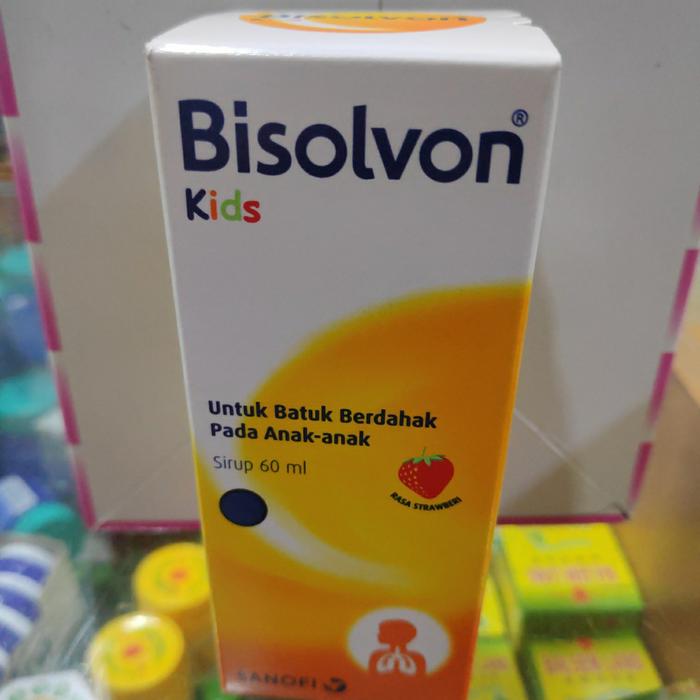 Bisolvon®
Kids
Untuk Batuk Berdahak
Pada Anak-anak
Sirup 60 ml
RASA STRAWBERI
SANOFI